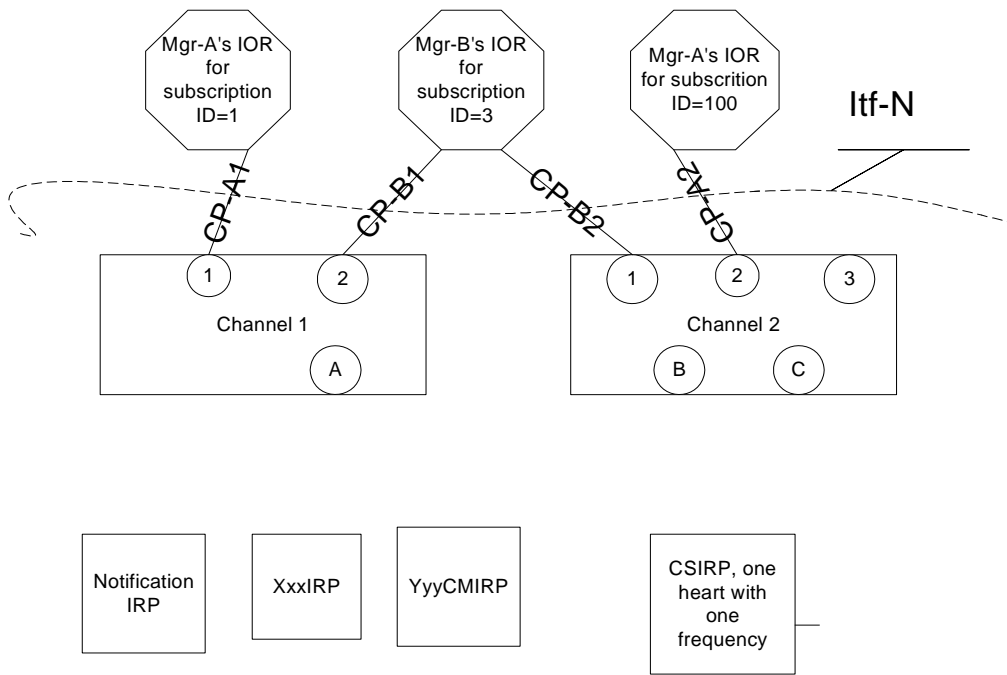 Mgr-A's IOR
for
subscription
ID=1
Mgr-B's IOR
for
subscription
ID=3
Mgr-A's IOR
for subscrition
ID=100
Itf-N
CP-A1
CP-B1
CP-B2
CP-A2
1
2
1
2
3
Channel 1
Channel 2
A
B
C
Notification
IRP
XxxIRP
YyyCMIRP
CSIRP, one
heart with
one
frequency